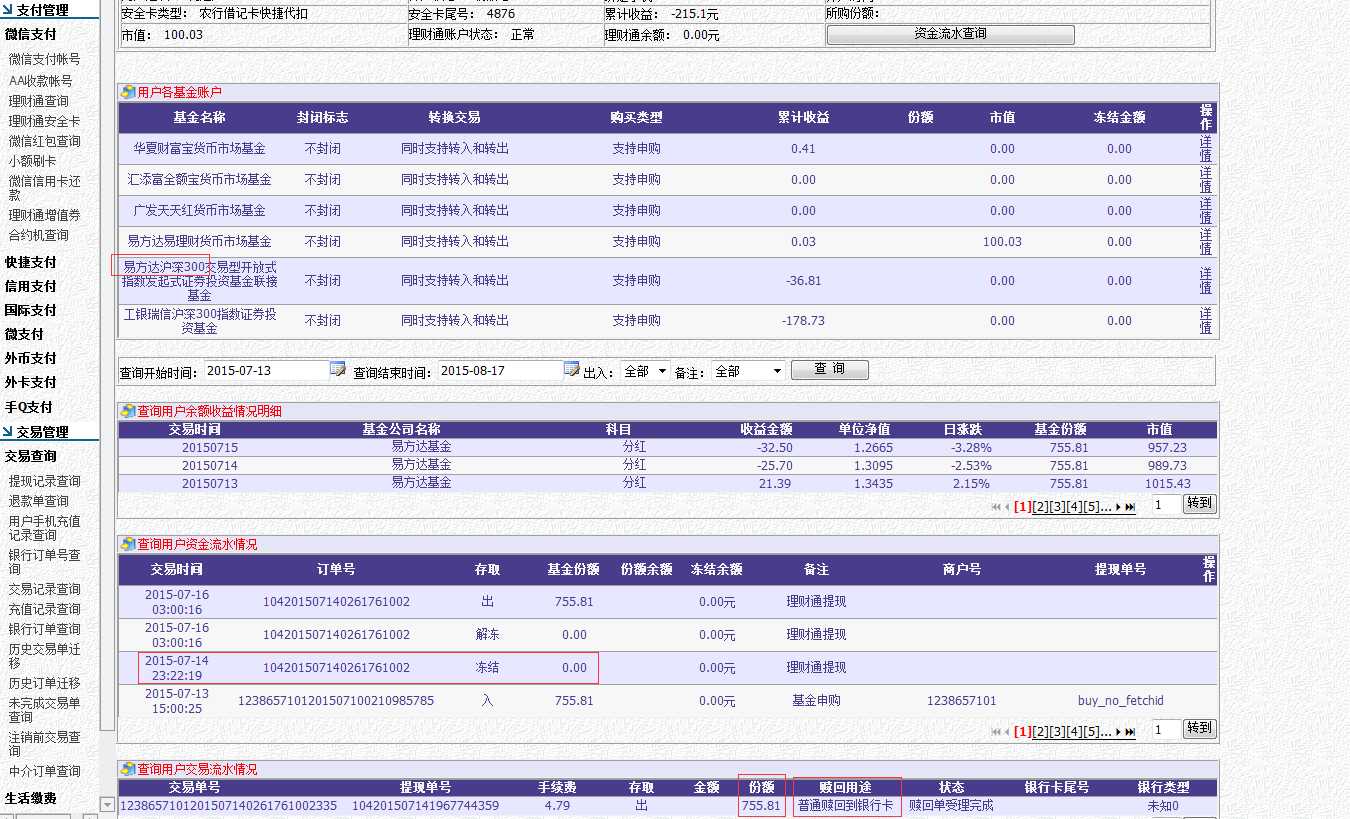 支付管理
微信支付
微信支付帐号
AA收款帐号
理财通查询
理财通安全卡
微信红包查询
小额刷卡
微信信用卡还
款
理财通增值券
合约机查询
快捷支付
信用支付
国际支付
微支付
外币支付
外卡支付
手Q支付
交易管理
交易查询
提现记录查询
退款单查询
用户手机充值
记录查询
银行订单号查
询
交易记录查询
充值记录查询
银行订单查询
历史交易单迁
移
历史订单迁移
未完成交易单
查询
注销前交易查
询
中介订单查询
生活缴费
安全卡类型： 农行借记卡快捷代扣 安全卡尾号： 4876 累计收益： -215.1元 所购份额：
市值： 100.03 理财通账户状态： 正常 理财通余额： 0.00元 资金流水查询
用户各基金账户
基金名称 封闭标志 转换交易 购买类型 累计收益 份额 市值 冻结金额 操作
华夏财富宝货币市场基金 不封闭 同时支持转入和转出 支持申购 0.41 0.00 0.00 详情
汇添富全额宝货币市场基金 不封闭 同时支持转入和转出 支持申购 0.00 0.00 0.00 详情
广发天天红货币市场基金 不封闭 同时支持转入和转出 支持申购 0.00 0.00 0.00 详情
易方达易理财货币市场基金 不封闭 同时支持转入和转出 支持申购 0.03 100.03 0.00 详情
易方达沪深300交易型开放式
指数发起式证券投资基金联接
基金 不封闭 同时支持转入和转出 支持申购 -36.81 0.00 0.00 详情
工银瑞信沪深300指数证券投
资基金 不封闭 同时支持转入和转出 支持申购 -178.73 0.00 0.00 详情
查询开始时间： 2015-07-13 查询结束时间： 2015-08-17 出入： 全部 备注： 全部 查 询
查询用户余额收益情况明细
交易时间 基金公司名称 科目 收益金额 单位净值 日涨跌 基金份额 市值
20150715 易方达基金 分红 -32.50 1.2665 -3.28% 755.81 957.23
20150714 易方达基金 分红 -25.70 1.3095 -2.53% 755.81 989.73
20150713 易方达基金 分红 21.39 1.3435 2.15% 755.81 1015.43
[1][2][3][4][5]... 1 转到
查询用户资金流水情况
交易时间 订单号 存取 基金份额 份额余额 冻结余额 备注 商户号 提现单号 操作
2015-07-16
03:00:16 104201507140261761002 出 755.81 0.00元 理财通提现
2015-07-16
03:00:16 104201507140261761002 解冻 0.00 0.00元 理财通提现
2015-07-14
23:22:19 104201507140261761002 冻结 0.00 0.00元 理财通提现
2015-07-13
15:00:25 1238657101201507100210985785 入 755.81 0.00元 基金申购 1238657101 buy_no_fetchid
[1][2][3][4][5]... 1 转到
查询用户交易流水情况
交易单号 提现单号 手续费 存取 金额 份额 赎回用途 状态 银行卡尾号 银行类型
1238657101201507140261761002335 104201507141967744359 4.79 出 755.81 普通赎回到银行卡 赎回单受理完成 未知0